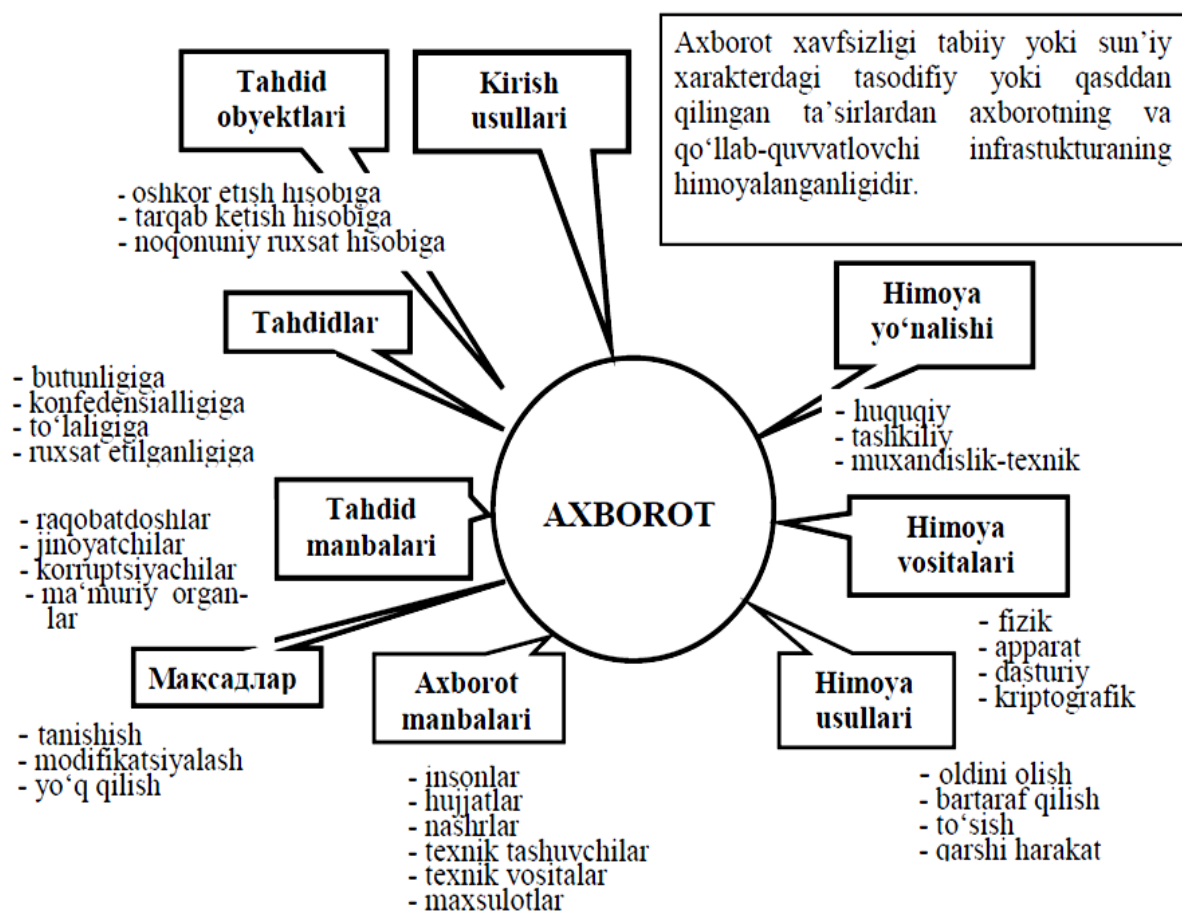 Tahdid
obyektlari
- oshkor etish hisobiga
- tarqab ketish hisobiga
- noqonuniy ruxsat hisobiga
Kirish
usullari
Axborot xavfsizligi tabiiy yoki sun`iy
xarakterdagi tasodifiy yoki qasddan
qilingan ta`sirlardan axborotning va
qo‘llab-quvvatlovchi infrastukturaning
himoyalanganligidir.
Tahdidlar
- butunligiga
- konfedensialligiga
- to‘laligiga
- ruxsat etilganligiga
Himoya
yo‘nalishi
- huquqiy
- tashkiliy
- muxandislik-texnik
Tahdid
manbalari
- raqobatdoshlar
- jinoyatchilar
- korruptsiyachilar
- ma‘muriy organ-
lar
AXBOROT
Himoya
vositalari
- fizik
- apparat
- dasturiy
- kriptografik
Мақсадлар
- tanishish
- modifikatsiyalash
- yo‘q qilish
Axborot
manbalari
- insonlar
- hujjatlar
- nashrlar
- texnik tashuvchilar
- texnik vositalar
- maxsulotlar
Himoya
usullari
- oldini olish
- bartaraf qilish
- to‘sish
- qarshi harakat